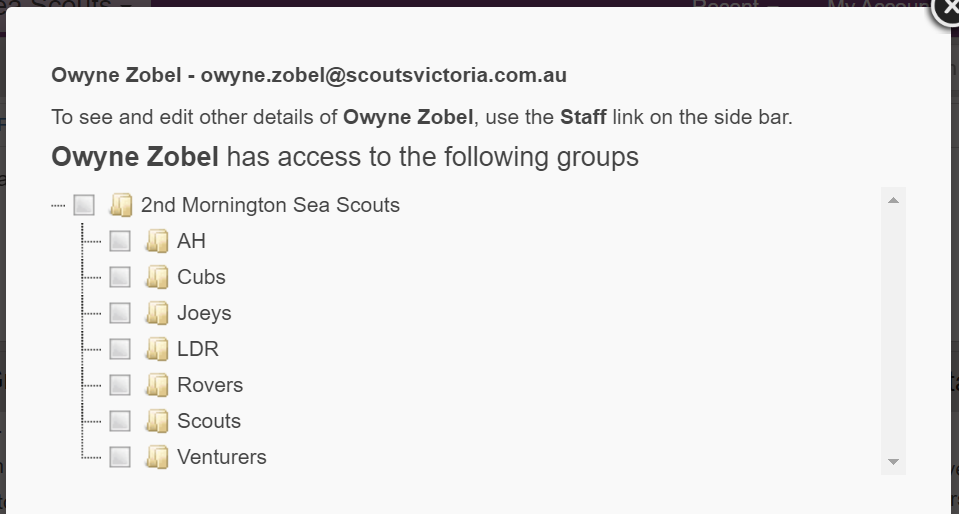 Owyne Zobel - owyne.zobel@scoutsvictoria.com.au
To see and edit other details of Owyne Zobel, use the Staff link on the side bar.
Owyne Zobel has access to the following groups
2nd Mornington Sea Scouts
AH
Cubs
Joeys
LDR
Rovers
Scouts
Venturers